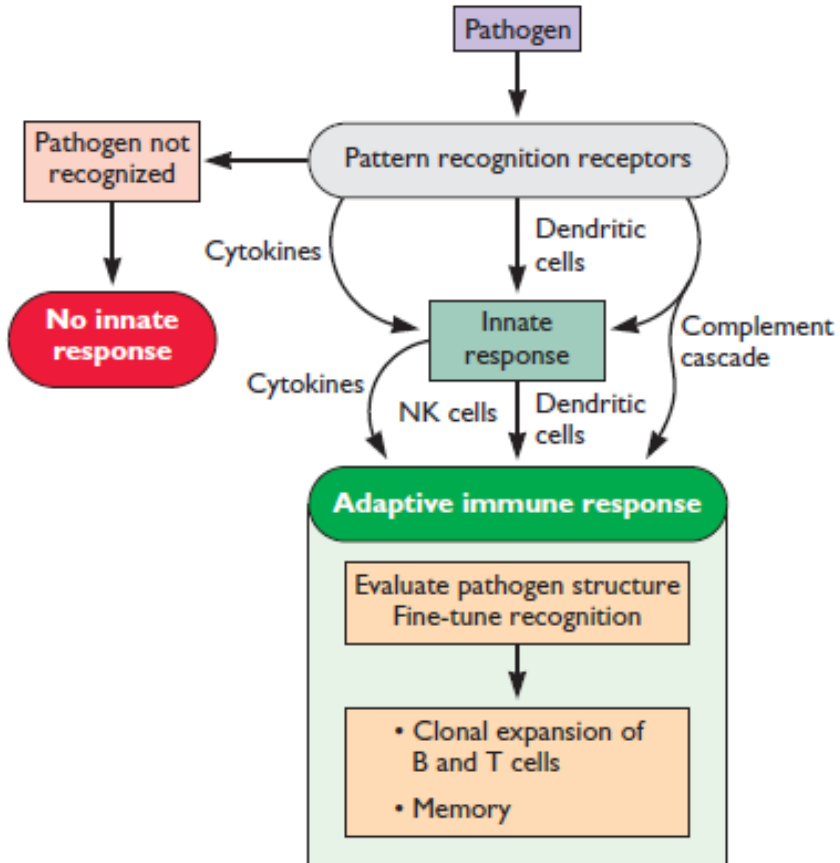 Pathogen
Pathogen not
recognized
Pattern recognition receptors
Cytokines
Dendritic
cells
No innate
response
Innate
response
Complement
cascade
Cytokines
NK cells
Dendritic
cells
Adaptive immune response
Evaluate pathogen structure
Fine-tune recognition
• Clonal expansion of
B and T cells
• Memory